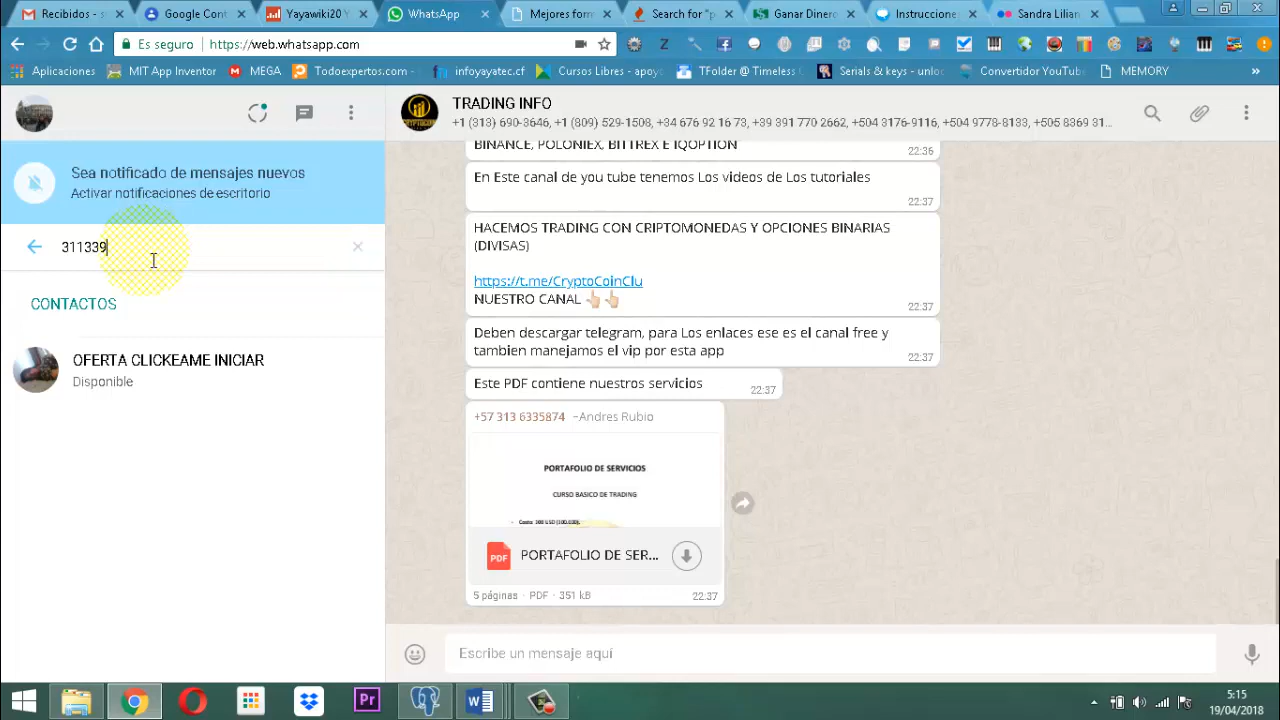 Recibidos - s
Google Cont
Yayawiki20 Y
WhatsApp
Mejores form
Search for ip
Ganar Dinero
Instruccione
Sandra Lilian
Es seguro
https://web.whatsapp.com
Aplicaciones
MIT App Inventor
MEGA
Todoexpertos.com -
infoyayatec.cf
Cursos Libres - apoy
TFolder @ Timeless
Serials & keys - unlo
Convertidor YouTub
MEMORY
»
TRADING INFO
+1 (313) 690-3646, +1 (809) 529-1508, +34 676 92 16 73, +39 391 770 2662, +504 3176-9116, +504 9778-8133, +505 8369 31...
Sea notificado de mensajes nuevos
Activar notificaciones de escritorio
311339
CONTACTOS
OFERTA CLICKEAME INICIAR
Disponible
BINANCE, POLONIEX, BITTREX E IQOPTION
22:36
En Este canal de you tube tenemos Los videos de Los tutoriales
22:37
HACEMOS TRADING CON CRIPTOMONEDAS Y OPCIONES BINARIAS
(DIVISAS)
https://t.me/CryptoCoinClu
NUESTRO CANAL 👆🏻👆🏻
22:37
Deben descargar telegram, para Los enlaces ese es el canal free y
tambien manejamos el vip por esta app
22:37
Este PDF contiene nuestros servicios
22:37
+57 313 6335874 ~Andres Rubio
PORTAFOLIO DE SERVICIOS
CURSO BASICO DE TRADING
PDF
PORTAFOLIO DE SER...
5 páginas · PDF · 351 kB
22:37
Escribe un mensaje aquí
Pr
5:15
19/04/2018